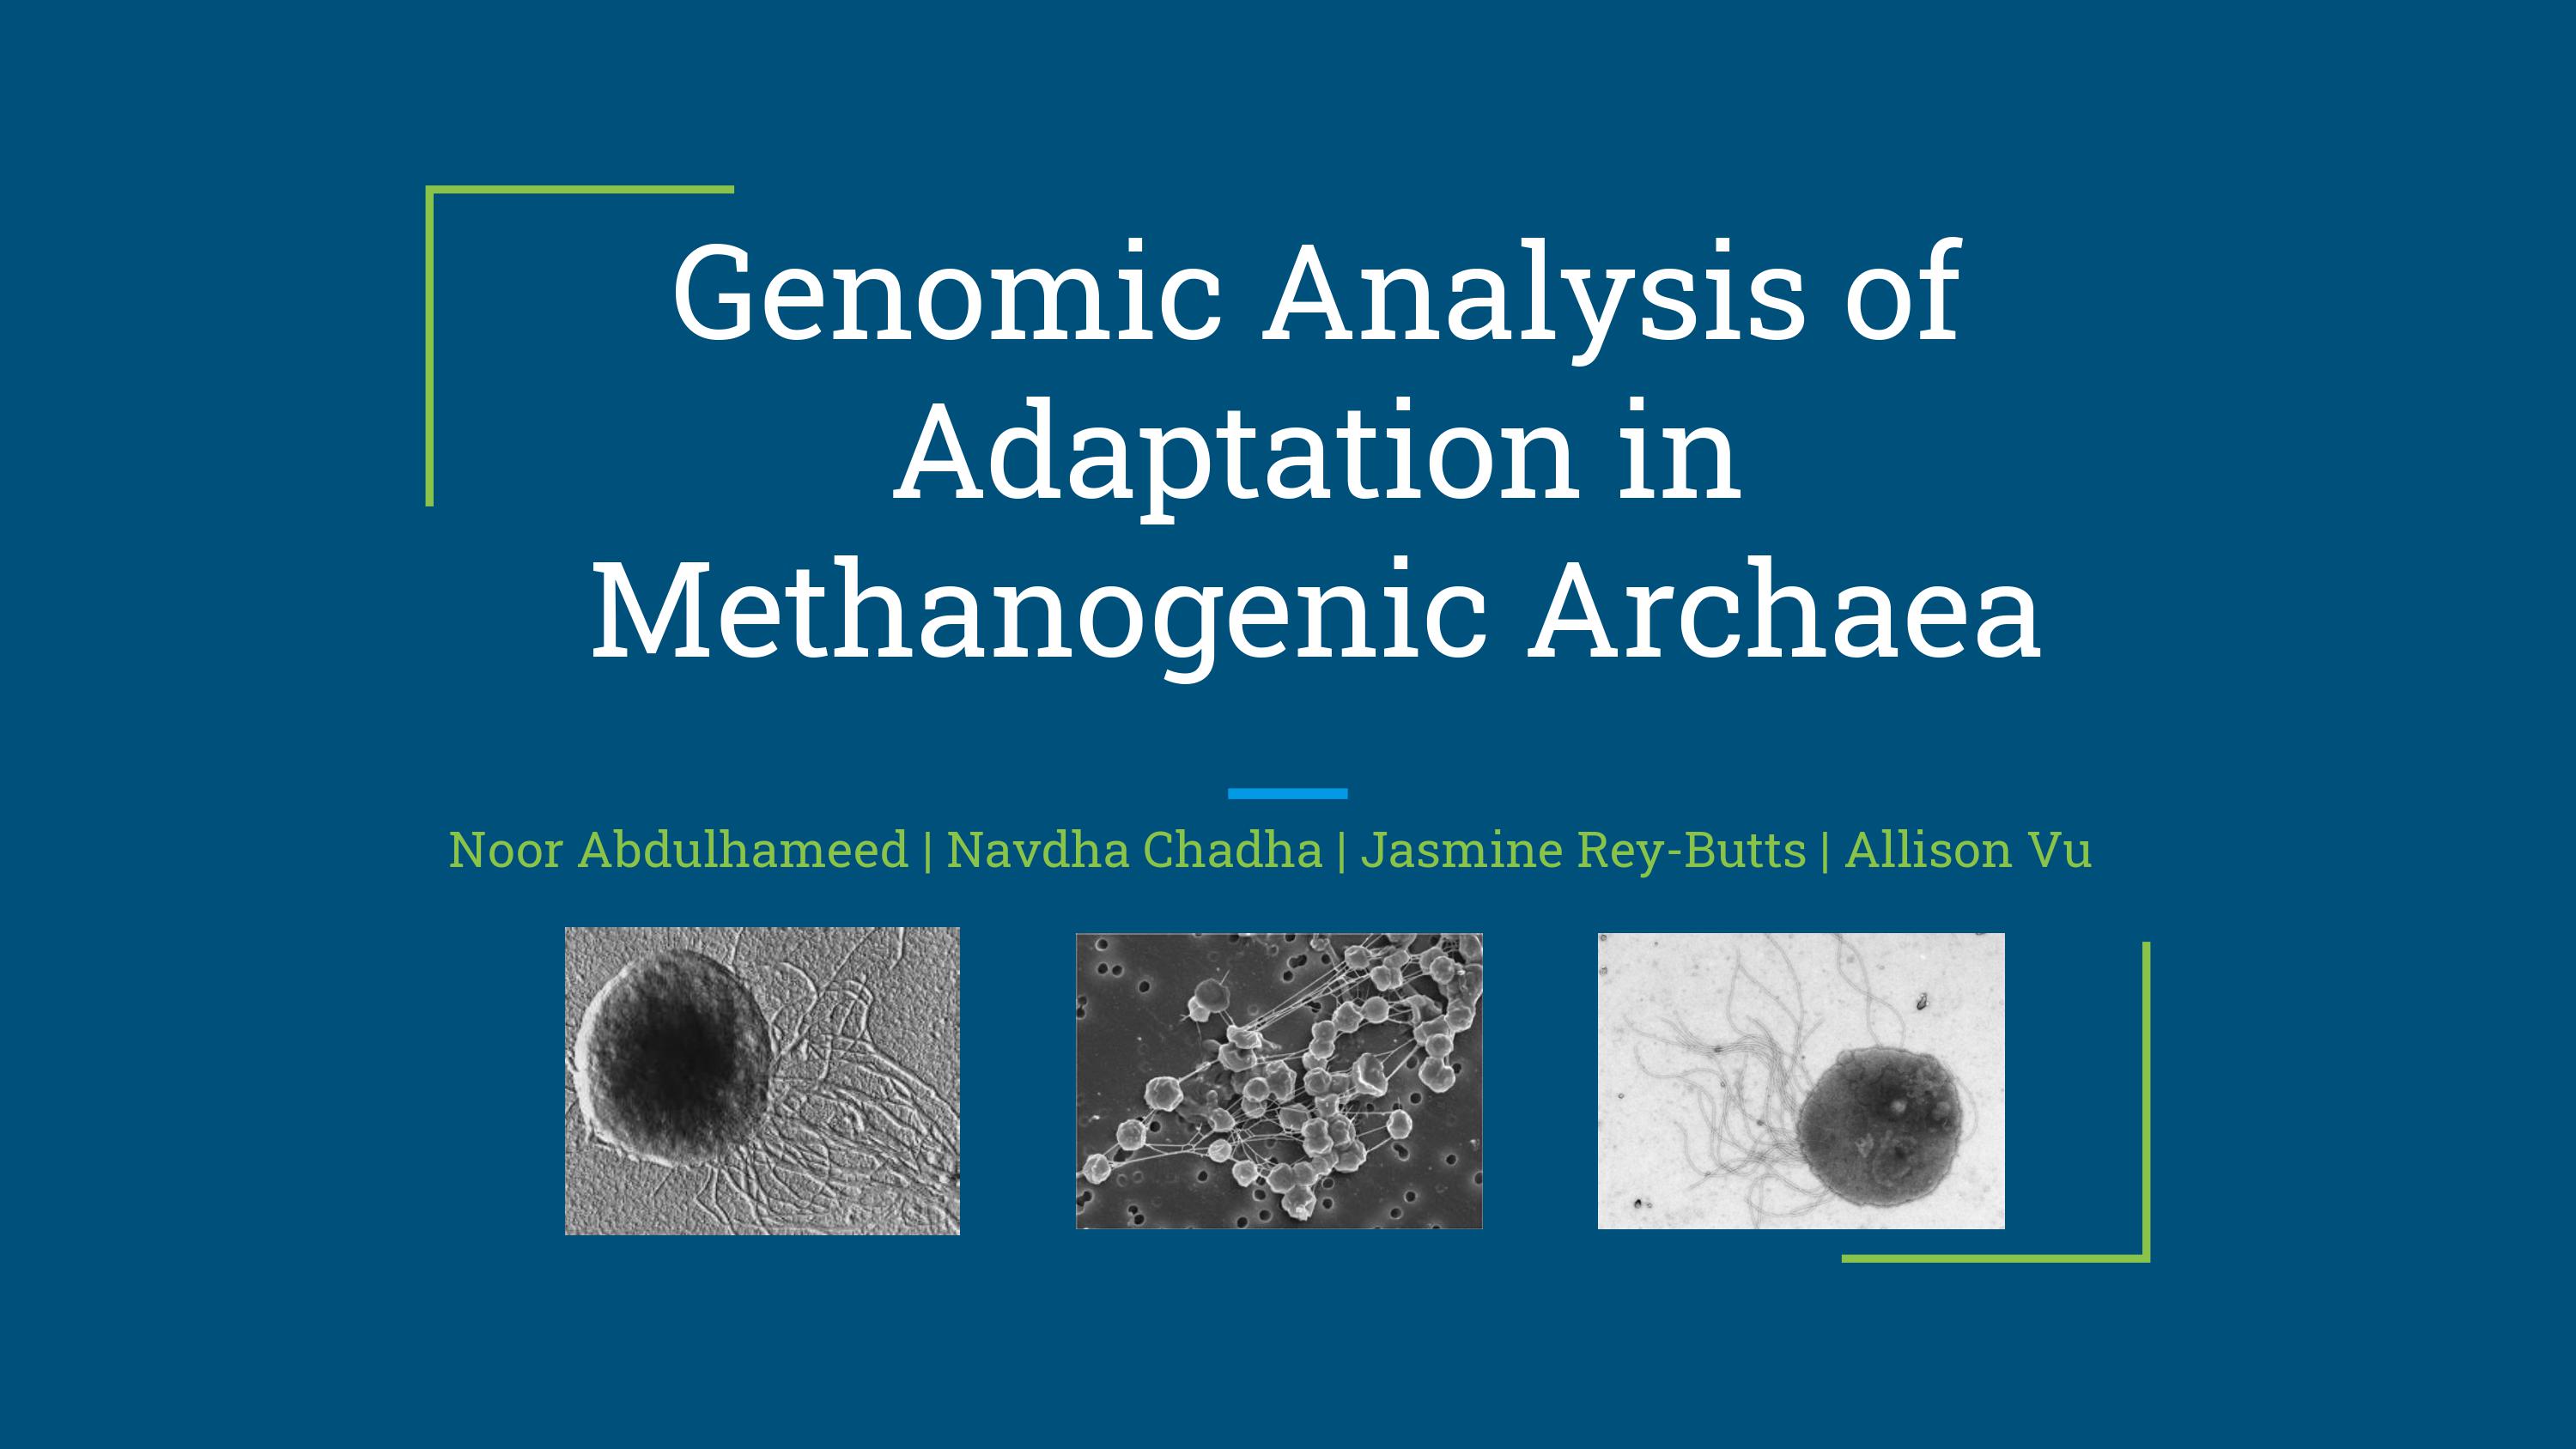 Genomic Analysis of
Adaptation in
Methanogenic Archaea
Noor Abdulhameed | Navdha Chadha | Jasmine Rey-Butts | Allison Vu